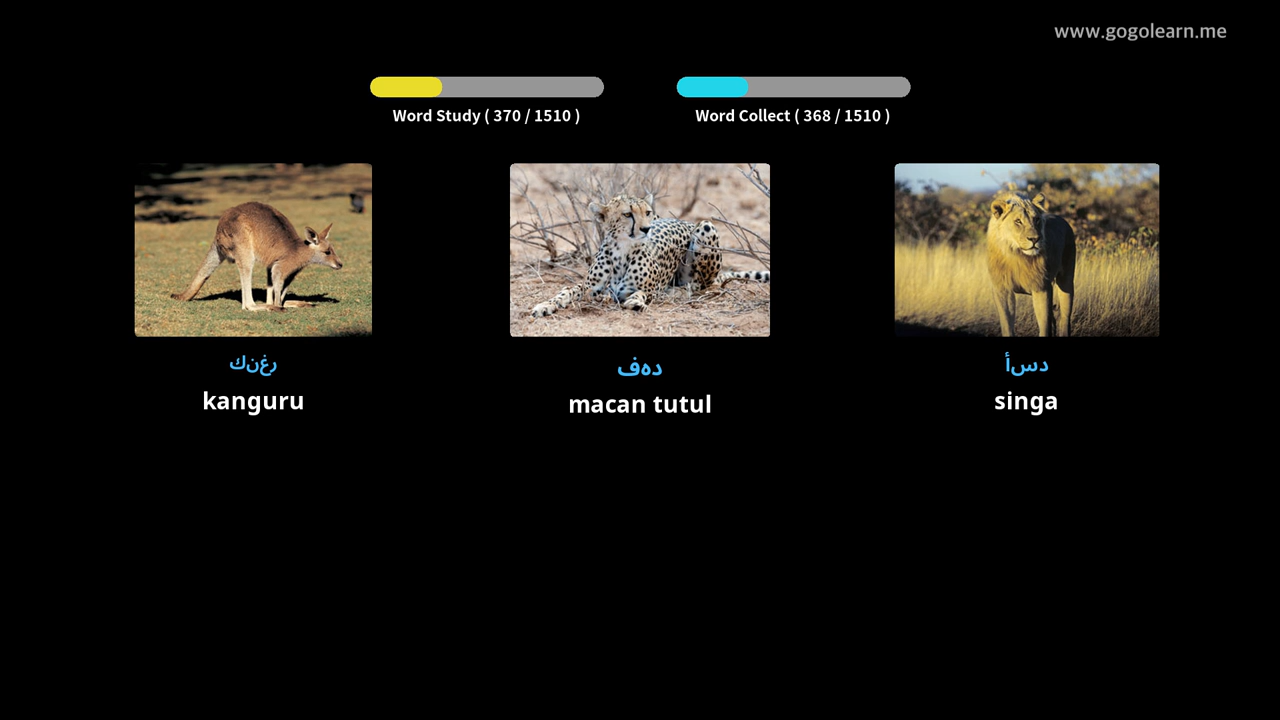 www.gogolearn.me
Word Study ( 370 / 1510 )
Word Collect ( 368 / 1510 )
رغنك
kanguru
دهف
macan tutul
دسأ
singa